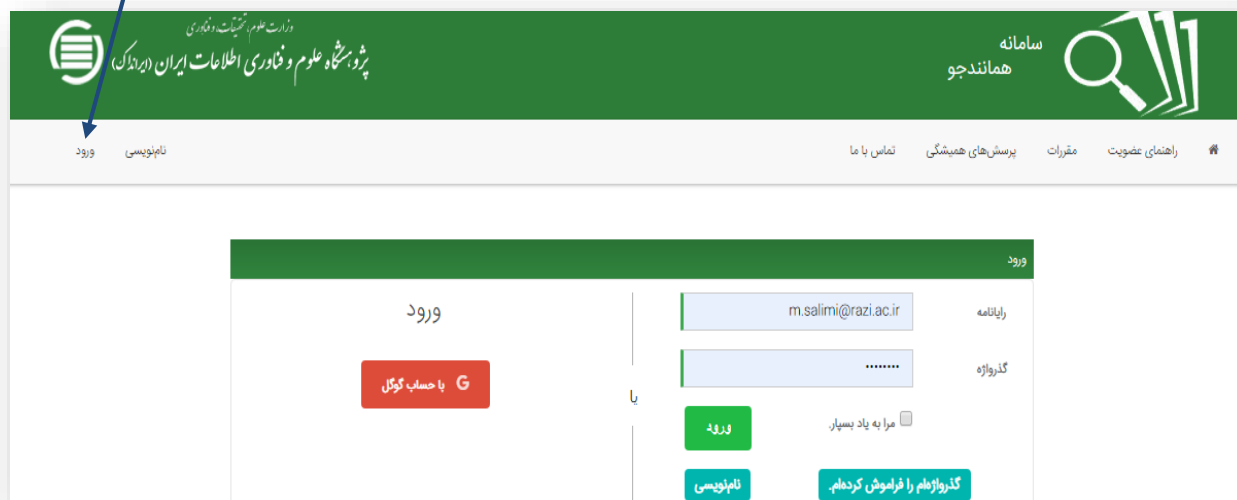 سامانه
همانندجو
وزارت علوم، تحقیقات و فناوری
پژوهشگاه علوم و فناوری اطلاعات ایران (ایرانداک)
راهنمای عضویت
مقررات
پرسش‌های همیشگی
تماس با ما
نام‌نویسی
ورود
ورود
رایانامه
m.salimi@razi.ac.ir
گذرواژه
مرا به یاد بسپار.
ورود
گذرواژه‌ام را فراموش کرده‌ام.
نام‌نویسی
یا
ورود
با حساب گوگل